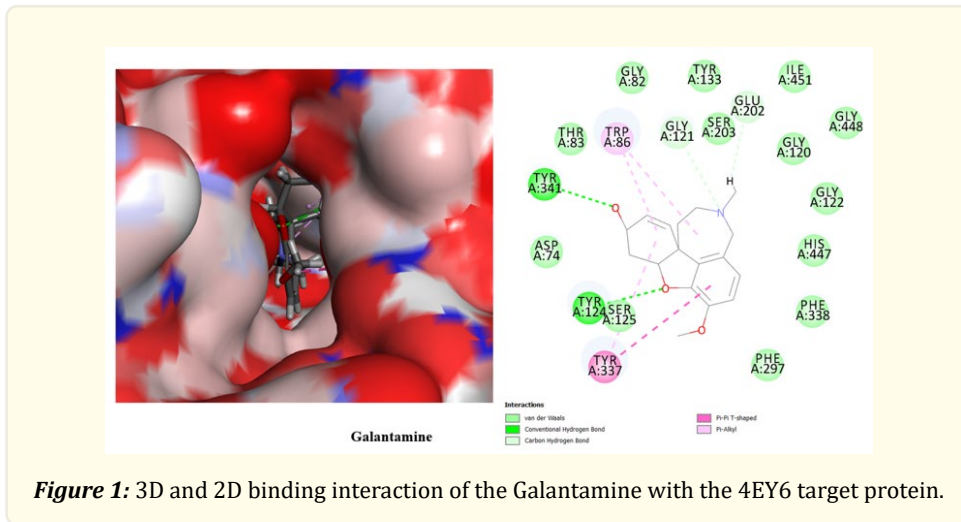 GLY
A:82
TYR
A:133
ILE
A:451
GLU
A:202
GLY
A:121
SER
A:203
GLY
A:448
THR
A:83
TRP
A:86
GLY
A:120
TYR
A:341
H
GLY
A:122
O
N
ASP
A:74
HIS
A:447
TYR
A:124
SER
A:125
O
PHE
A:338
O
TYR
A:337
PHE
A:297
Interactions
van der Waals
Conventional Hydrogen Bond
Carbon Hydrogen Bond
Pi-Pi T-shaped
Pi-Alkyl
Galantamine
Figure 1: 3D and 2D binding interaction of the Galantamine with the 4EY6 target protein.